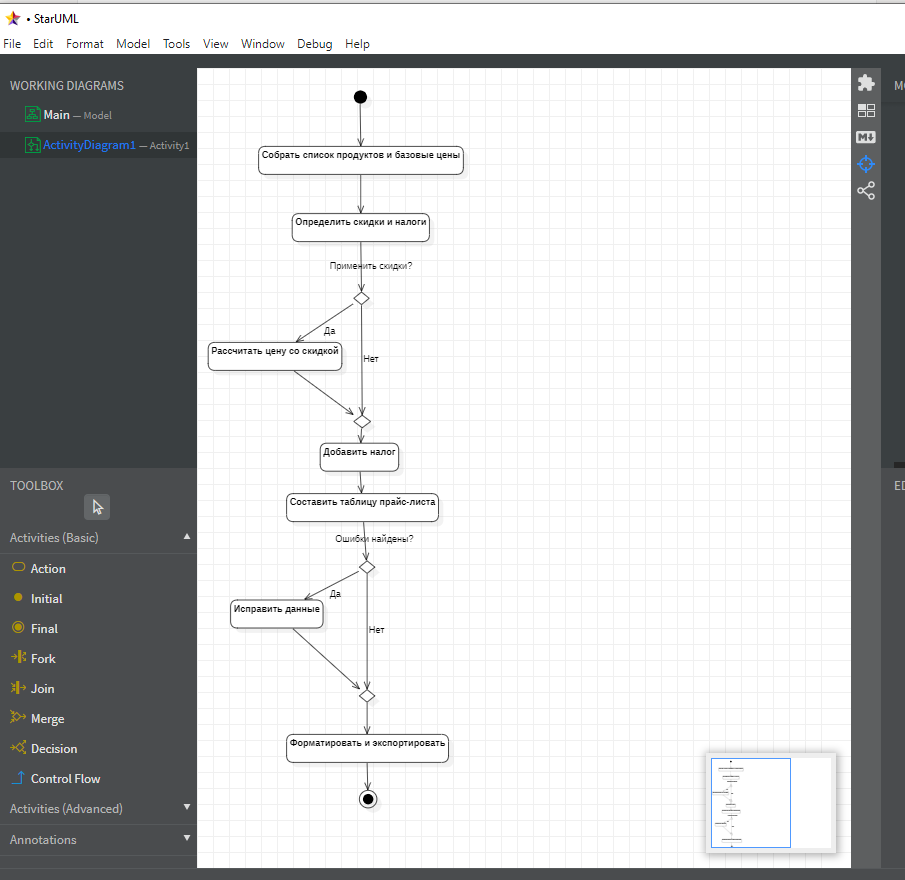 • StarUML
File Edit Format Model Tools View Window Debug Help
WORKING DIAGRAMS
Main — Model
ActivityDiagram1 — Activity1
TOOLBOX
Activities (Basic)
Action
Initial
Final
Fork
Join
Merge
Decision
Control Flow
Activities (Advanced)
Annotations
Собрать список продуктов и базовые цены
Определить скидки и налоги
Применить скидки?
Да
Рассчитать цену со скидкой
Нет
Добавить налог
Составить таблицу прайс-листа
Ошибки найдены?
Да
Исправить данные
Нет
Форматировать и экспортировать